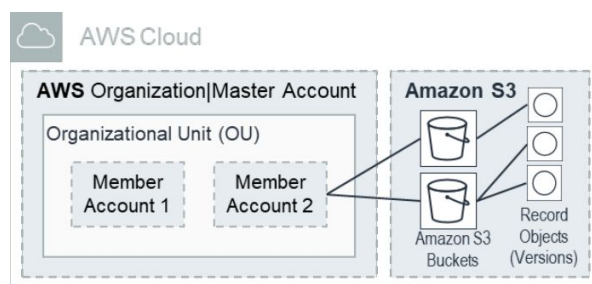 AWS Cloud
AWS Organization|Master Account
Organizational Unit (OU)
Member
Account 1
Member
Account 2
Amazon S3
Amazon S3
Buckets
Record
Objects
(Versions)